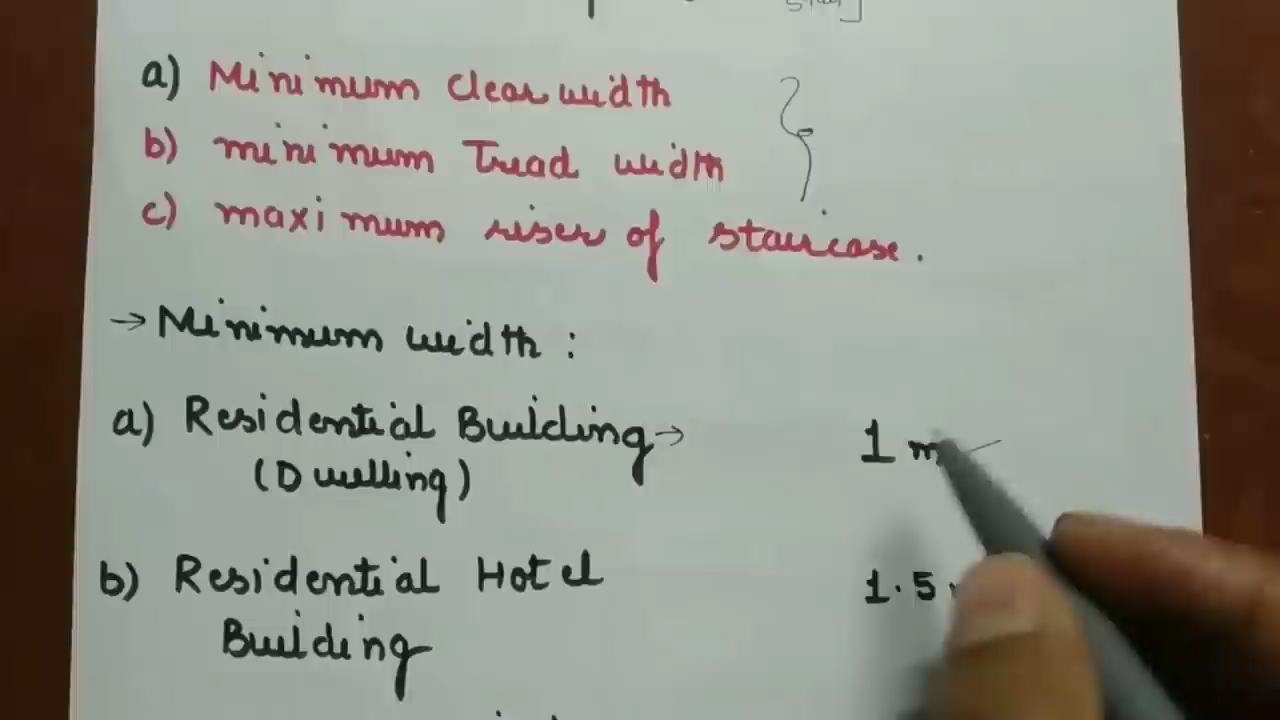 a) Minimum Clear width
b) minimum Tread width
c) maximum riser of staircase.
→ Minimum width :
a) Residential Building → 1 m
(Dwelling)
b) Residential Hotel 1.5
Building